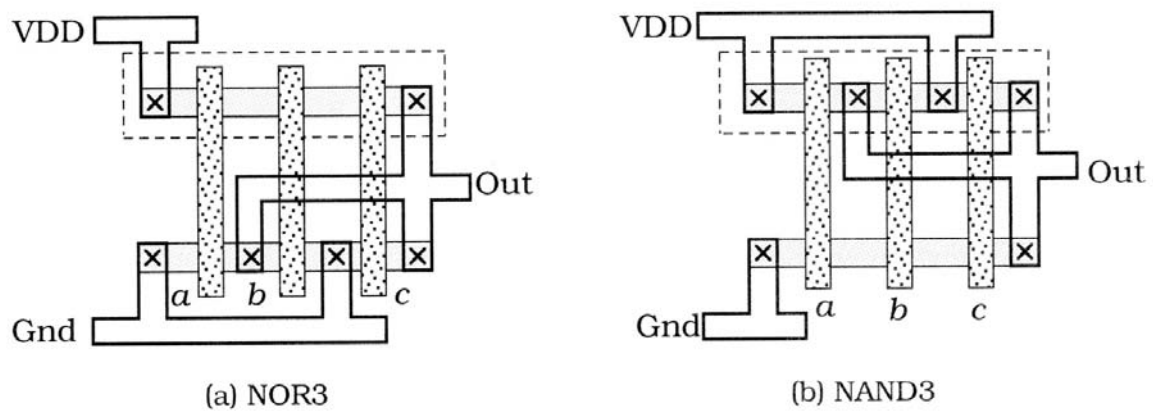 VDD
Out
a b c
Gnd
(a) NOR3
VDD
Out
a b c
Gnd
(b) NAND3